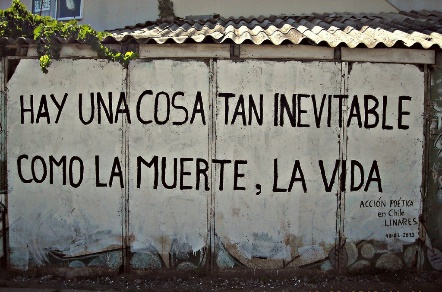 HAY UNA COSA TAN INEVITABLE
COMO LA MUERTE, LA VIDA
ACCIÓN POÉTICA
en Chile
LINARES